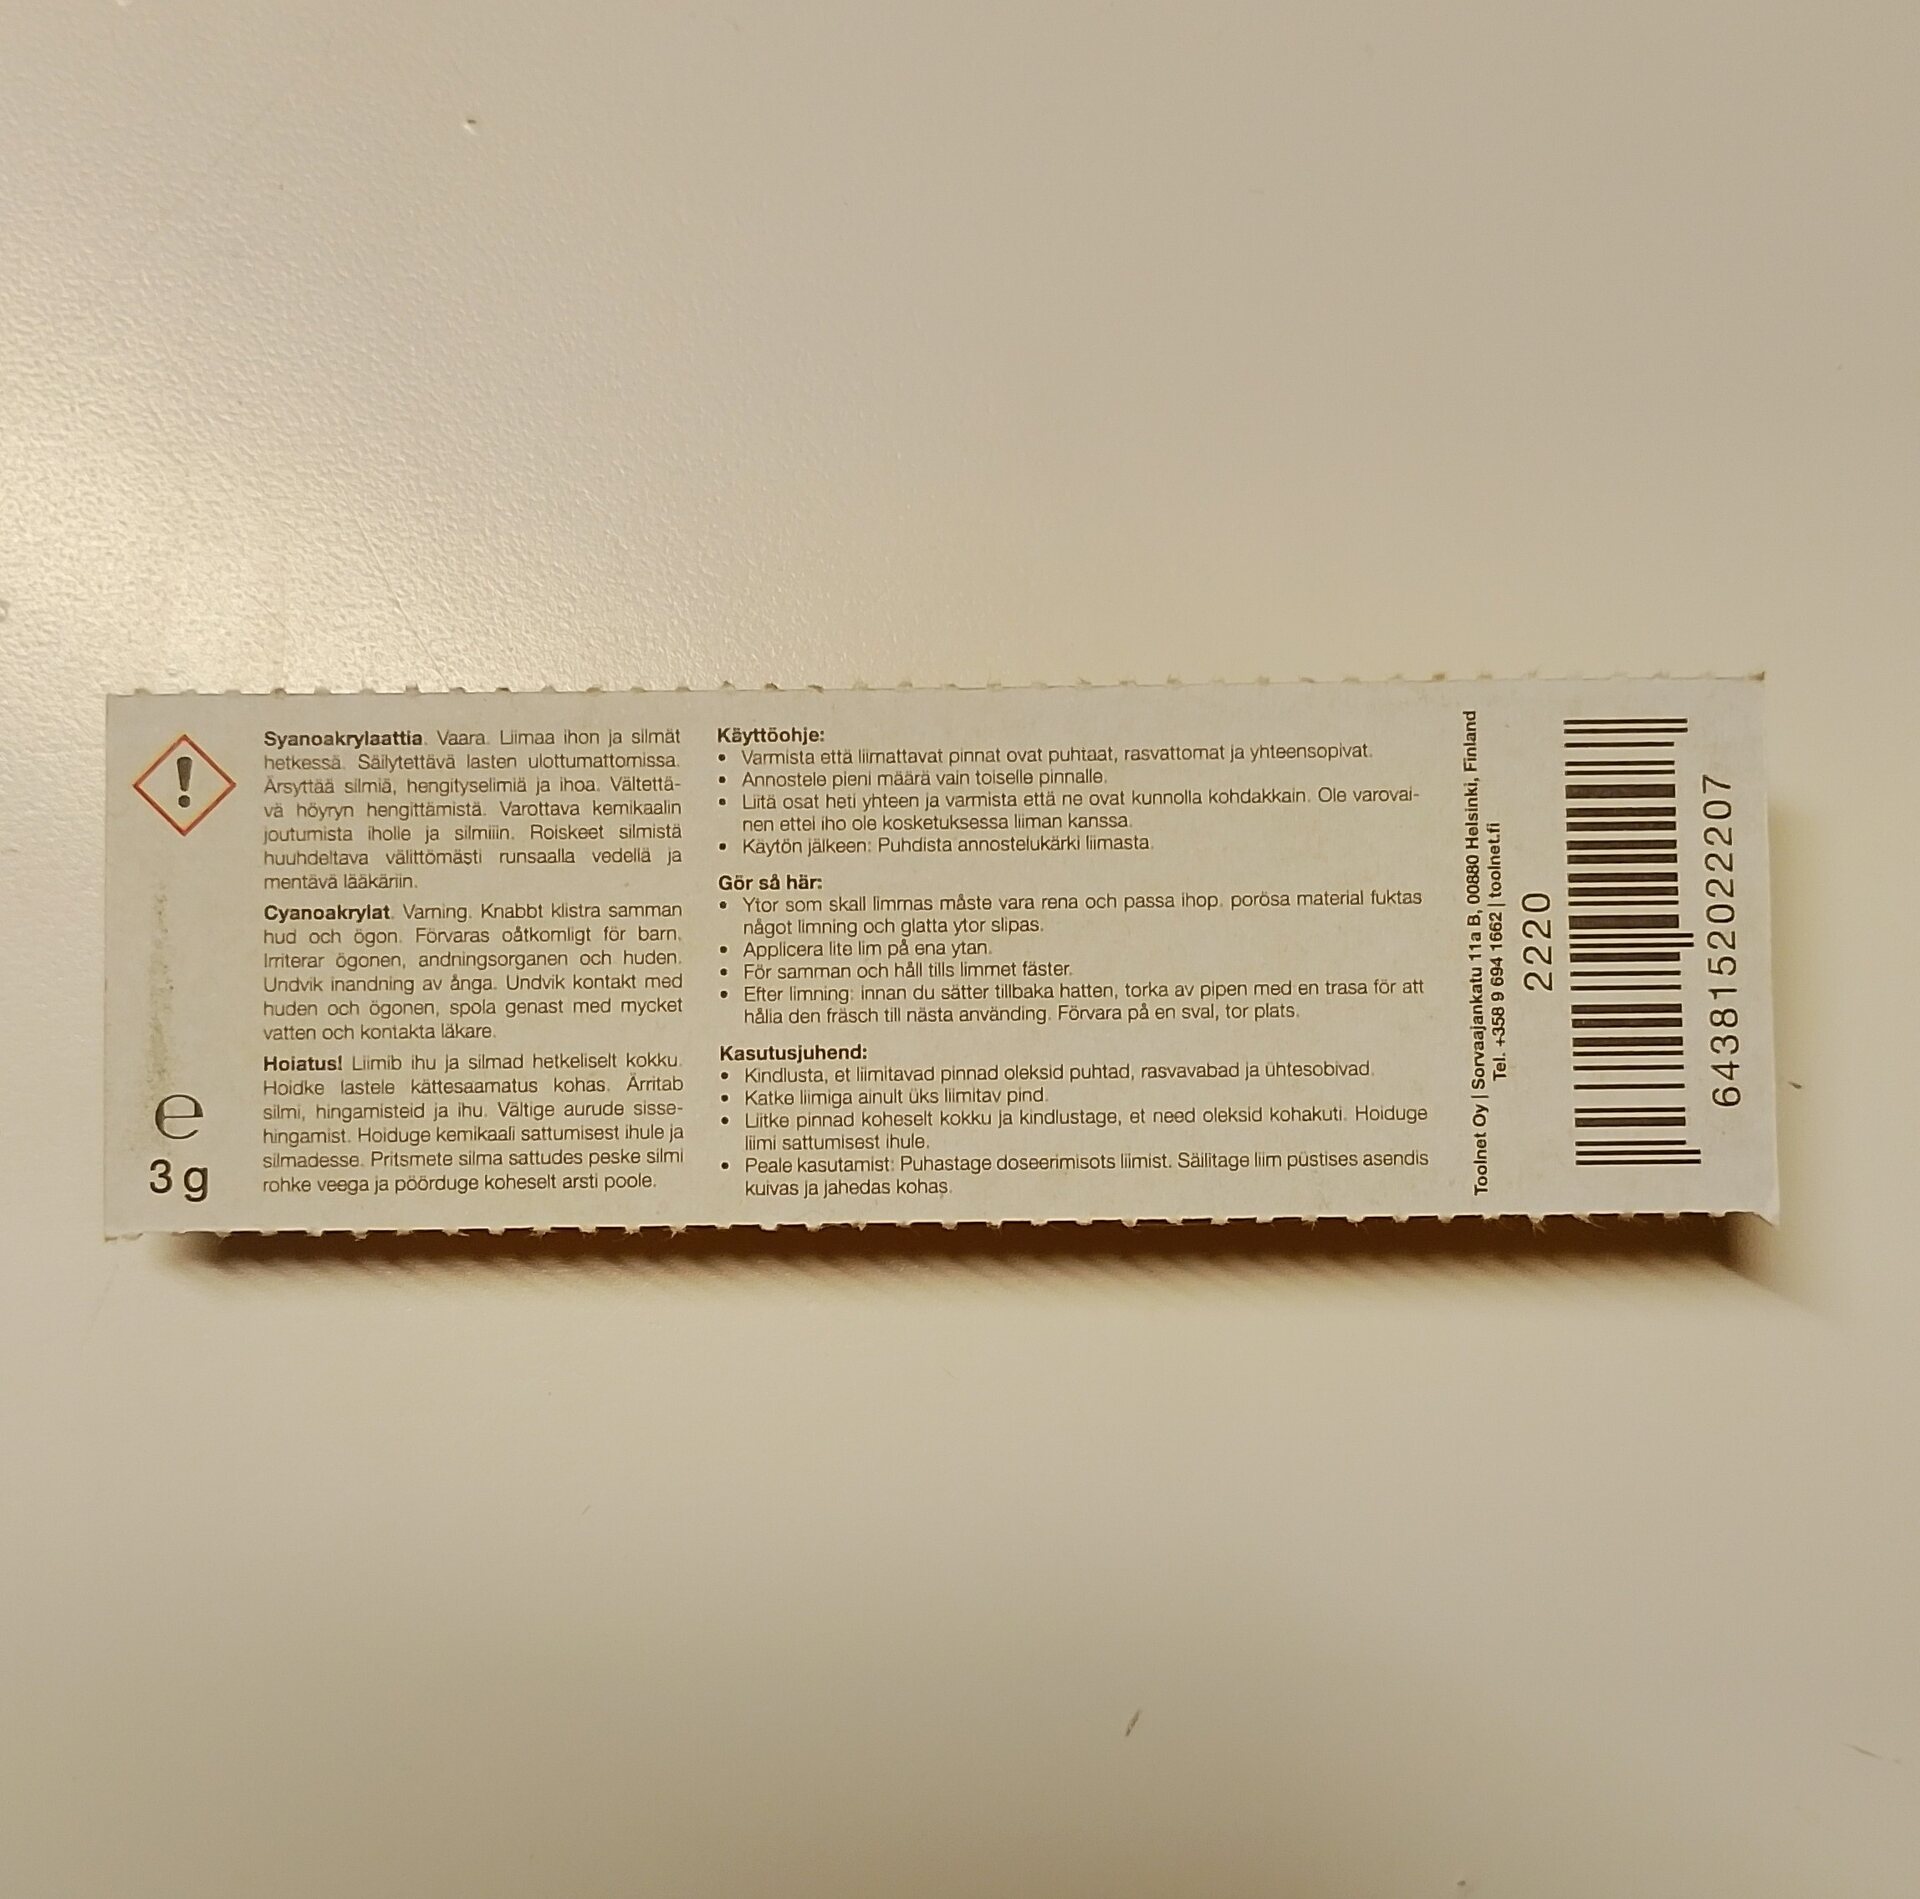 !
Syanoakrylaattia. Vaara. Liimaa ihon ja silmät
hetkessä. Säilytettävä lasten ulottumattomissa.
Ärsyttää silmiä, hengityselimiä ja ihoa. Vältettä-
vä höyryn hengittämistä. Varottava kemikaalin
joutumista iholle ja silmiiin. Roiskeet silmistä
huuhdeltava välittömästi runsaalla vedellä ja
mentävä lääkäriin.
Cyanoakrylat. Varning. Knabbt klistra samman
hud och ögon. Förvaras oåtkomligt för barn.
Irriterar ögonen, andningsorganen och huden.
Undvik inandning av ånga. Undvik kontakt med
huden och ögonen, spola genast med mycket
vatten och kontakta läkare.
Hoiatus! Liimib ihu ja silmad hetkeliselt kokku.
Hoidke lastele kättesaamatus kohas. Ärritab
silmi, hingamisteid ja ihu. Vältige aurude sisse-
hingamist. Hoiduge kemikaali sattumisest ihule ja
silmadesse. Pritsmete silma sattudes peske silmi
rohke veega ja pöörduge koheselt arsti poole.
e
3 g
Käyttöohje:
• Varmista että liimattavat pinnat ovat puhtaat, rasvattomat ja yhteensopivat.
• Annostele pieni määrä vain toiselle pinnalle.
• Liitä osat heti yhteen ja varmista että ne ovat kunnolla kohdakkain. Ole varovai-
nen ettei iho ole kosketuksessa liiman kanssa.
• Käytön jälkeen: Puhdista annostelukärki liimasta.
Gör så här:
• Ytor som skall limmas måste vara rena och passa ihop. porösa material fuktas
något limning och glatta ytor slipas.
• Applicera lite lim på ena ytan.
• För samman och håll tills limmet fäster.
• Efter limning: innan du sätter tillbaka hatten, torka av pipen med en trasa för att
hålia den fräsch till nästa använding. Förvara på en sval, tor plats.
Kasutusjuhend:
• Kindlusta, et liimitavad pinnad oleksid puhtad, rasvavabad ja ühtesobivad.
• Katke liimiga ainult üks liimitav pind.
• Liitke pinnad koheselt kokku ja kindlustage, et need oleksid kohakuti. Hoiduge
liimi sattumisest ihule.
• Peale kasutamist: Puhastage doseerimisots liimist. Säilitage liim püstises asendis
kuivas ja jahedas kohas.
Toolnet Oy | Sorvaajankatu 11a B, 00880 Helsinki, Finland
Tel. +358 9 694 1662 | toolnet.fi
2220
6438152022207